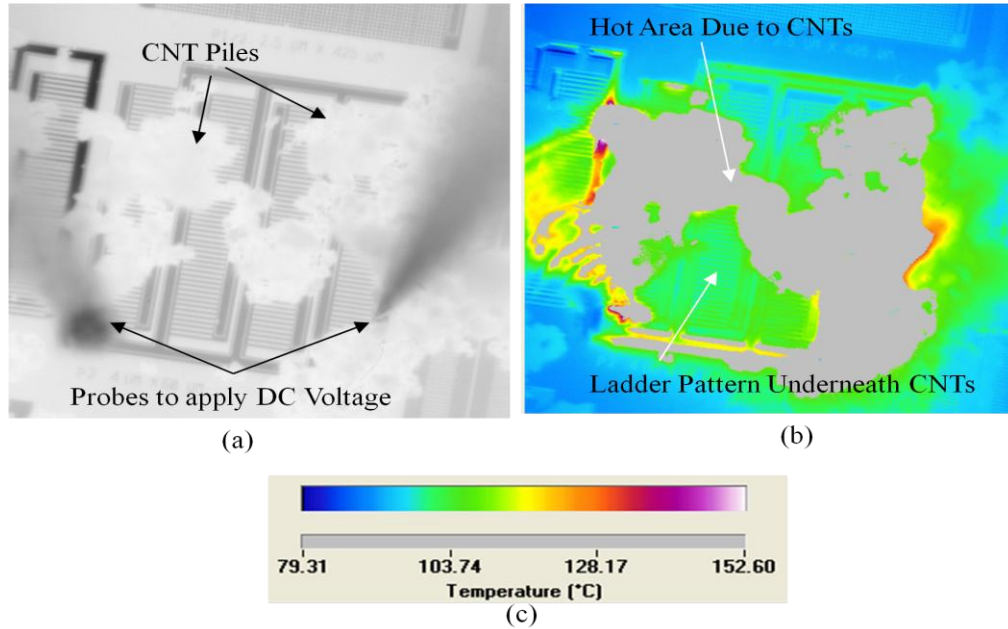 CNT Piles
Probes to apply DC Voltage
(a)
Hot Area Due to CNTs
Ladder Pattern Underneath CNTs
(b)
79.31 103.74 128.17 152.60
Temperature (°C)
(c)